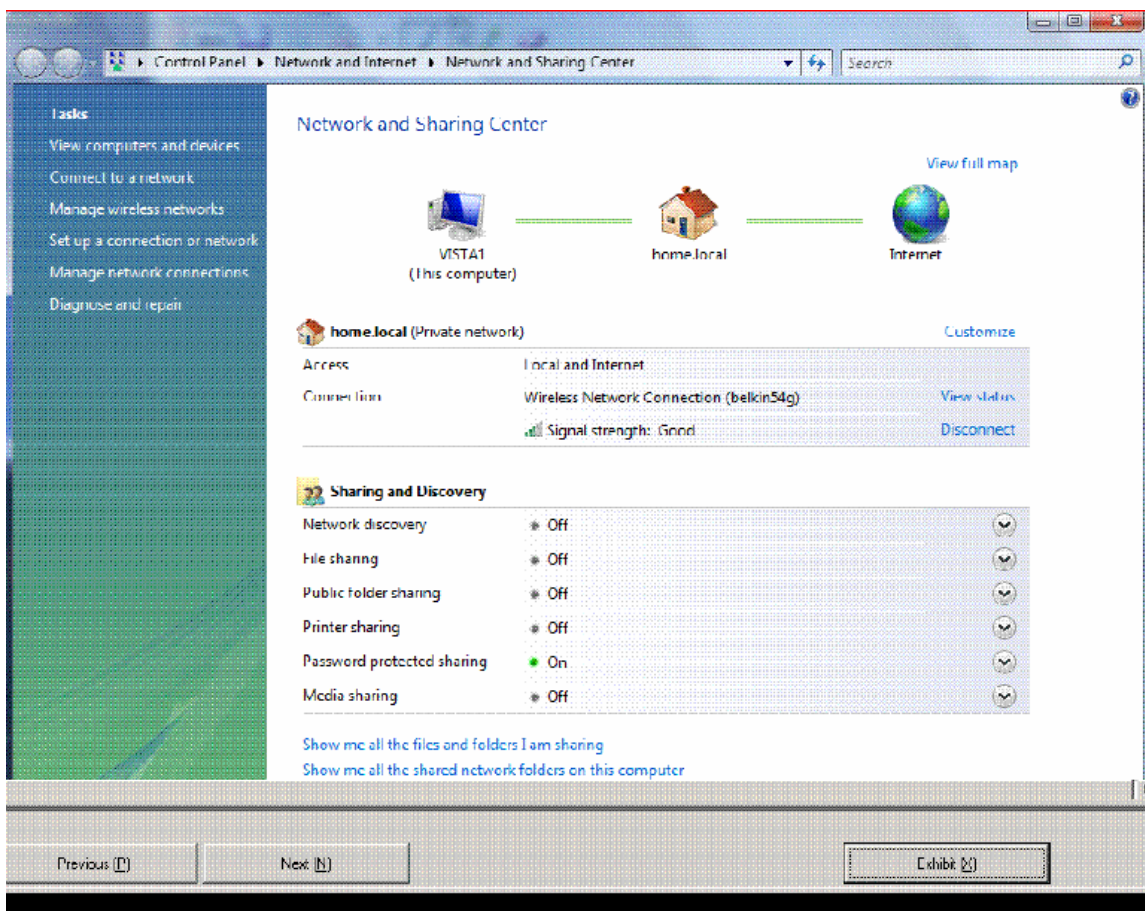 Control Panel ▸ Network and Internet ▸ Network and Sharing Center
Search
Tasks
View computers and devices
Connect to a network
Manage wireless networks
Set up a connection or network
Manage network connections
Diagnose and repair
Network and Sharing Center
View full map
VISTA1
(This computer)
home.local
Internet
home.local (Private network)
Customize
Access
Local and Internet
Connection
Wireless Network Connection (belkin54g)
View status
Signal strength: Good
Disconnect
Sharing and Discovery
Network discovery
Off
File sharing
Off
Public folder sharing
Off
Printer sharing
Off
Password protected sharing
On
Media sharing
Off
Show me all the files and folders I am sharing
Show me all the shared network folders on this computer
Previous (P)
Next (N)
Exhibit (X)